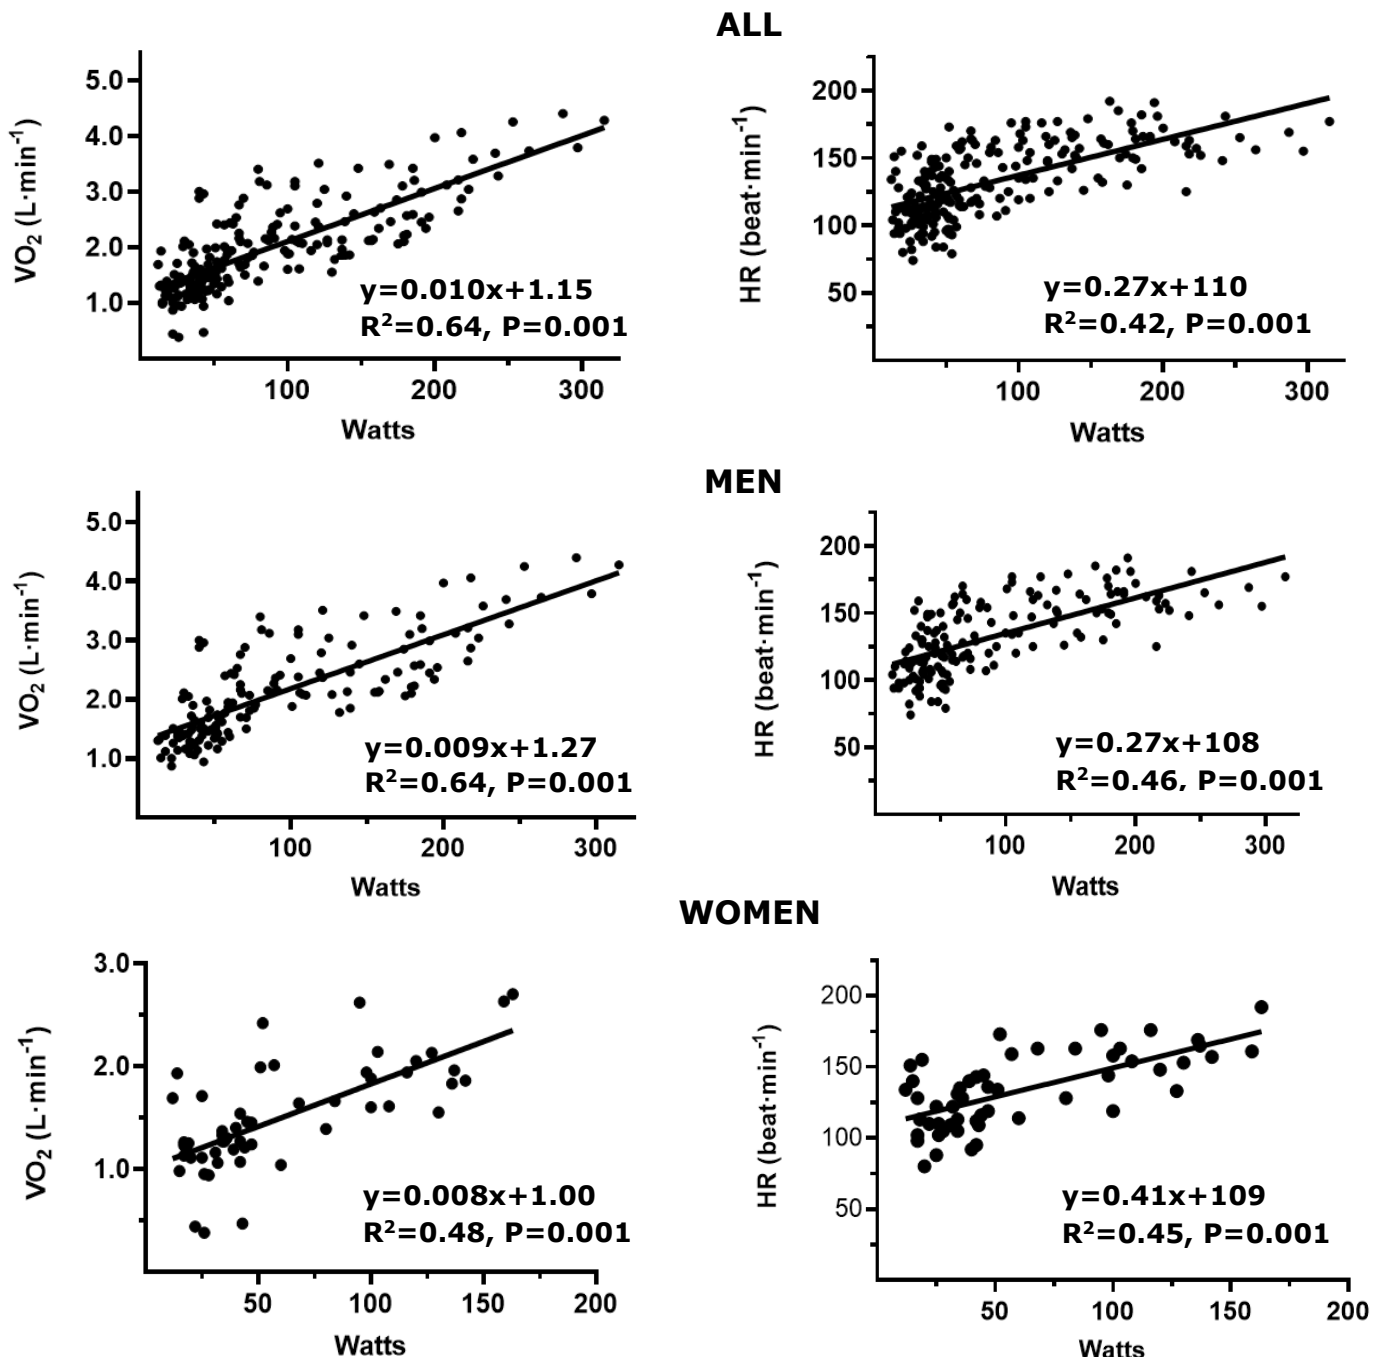 ALL
VO2 (L·min-1)
5.0
4.0
3.0
2.0
1.0
y=0.010x+1.15
R2=0.64, P=0.001
100 200 300
Watts
HR (beat·min-1)
200
150
100
50
y=0.27x+110
R2=0.42, P=0.001
100 200 300
Watts
MEN
VO2 (L·min-1)
5.0
4.0
3.0
2.0
1.0
y=0.009x+1.27
R2=0.64, P=0.001
100 200 300
Watts
HR (beat·min-1)
200
150
100
50
y=0.27x+108
R2=0.46, P=0.001
100 200 300
Watts
WOMEN
VO2 (L·min-1)
3.0
2.0
1.0
y=0.008x+1.00
R2=0.48, P=0.001
50 100 150 200
Watts
HR (beat·min-1)
200
150
100
50
y=0.41x+109
R2=0.45, P=0.001
50 100 150 200
Watts